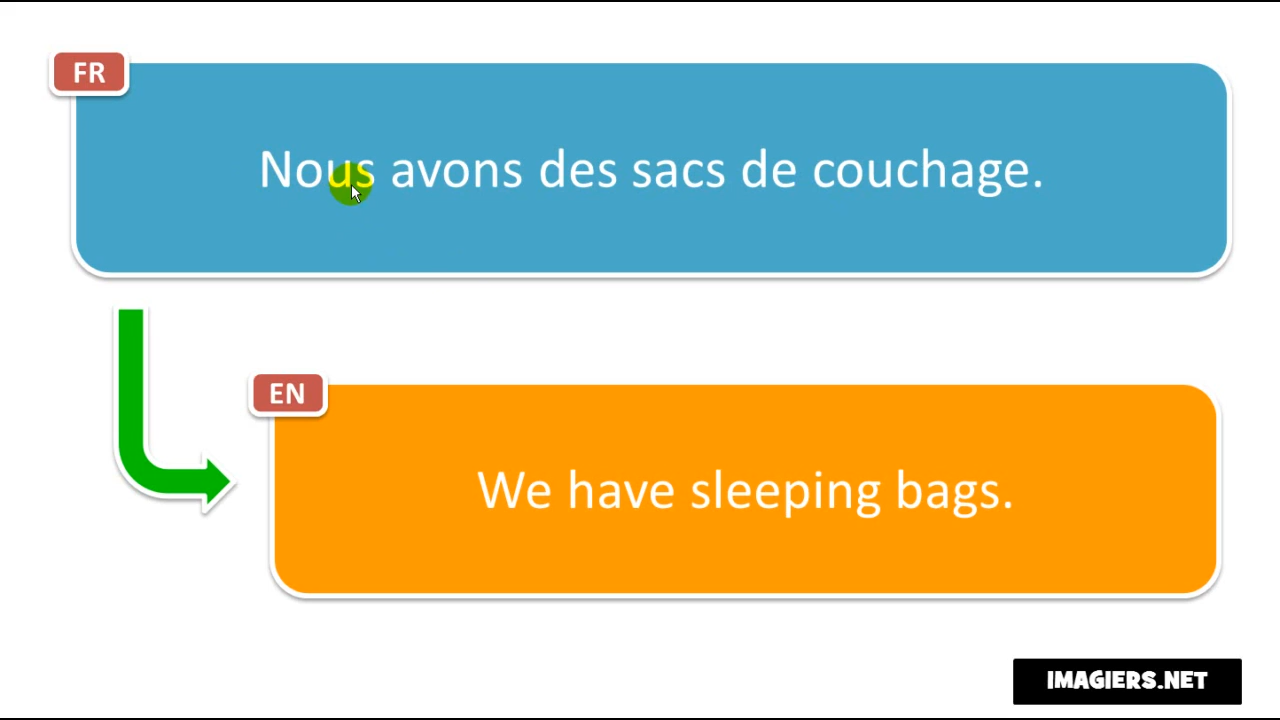 FR
Nous avons des sacs de couchage.
EN
We have sleeping bags.
IMAGIERS.NET